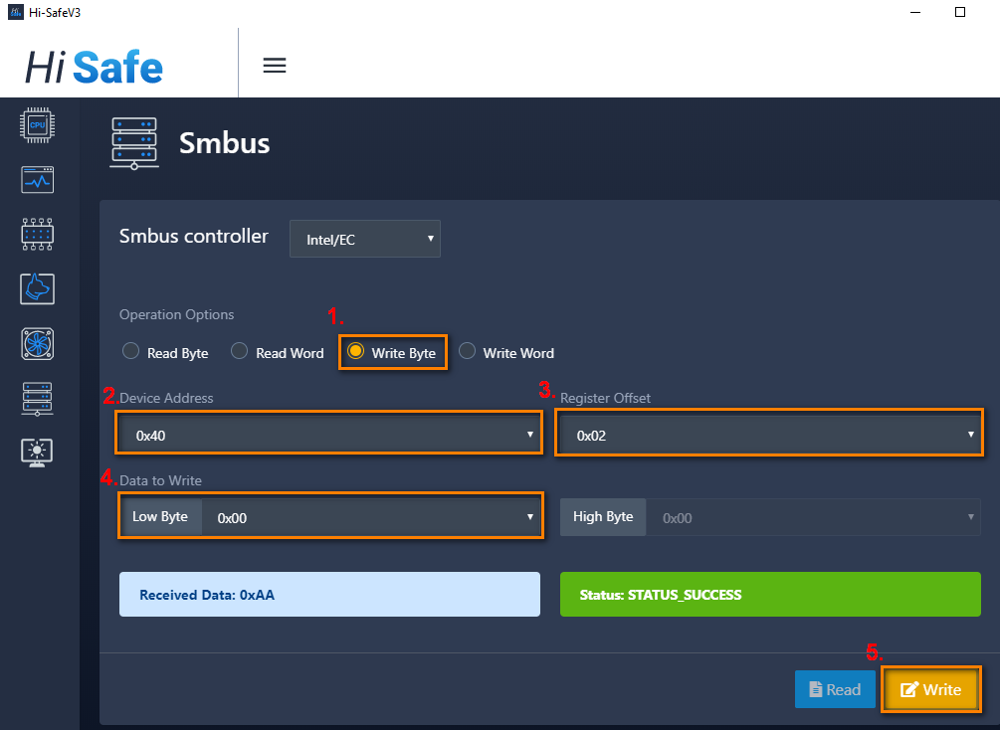 Hi-SafeV3
Hi Safe
CPU
Smbus
Smbus controller Intel/EC
Operation Options
1.
Read Byte Read Word Write Byte Write Word
2. Device Address 3. Register Offset
0x40 0x02
4. Data to Write
Low Byte 0x00 High Byte 0x00
Received Data: 0xAA Status: STATUS_SUCCESS
5.
Read Write